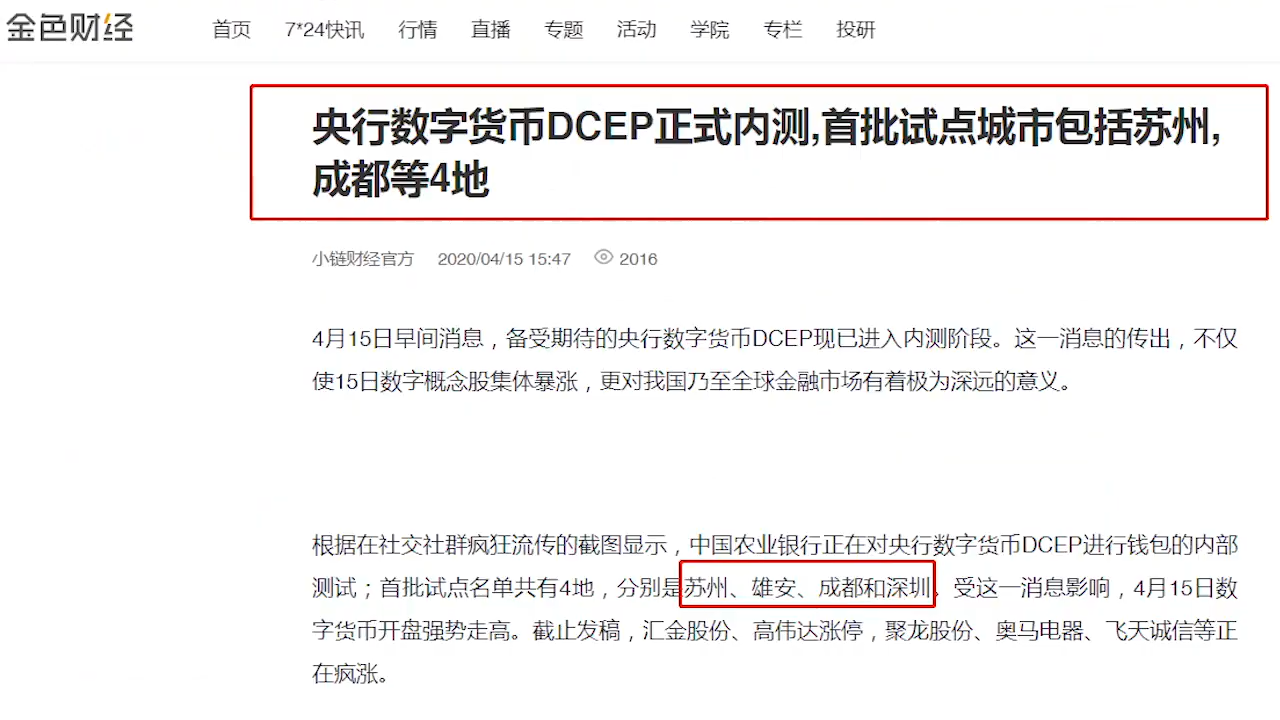 金色财经 首页 7*24快讯 行情 直播 专题 活动 学院 专栏 投研
央行数字货币DCEP正式内测,首批试点城市包括苏州,
成都等4地
小链财经官方 2020/04/15 15:47 2016
4月15日早间消息，备受期待的央行数字货币DCEP现已进入内测阶段。这一消息的传出，不仅
使15日数字概念股集体暴涨，更对我国乃至全球金融市场有着极为深远的意义。
根据在社交社群疯狂流传的截图显示，中国农业银行正在对央行数字货币DCEP进行钱包的内部
测试；首批试点名单共有4地，分别是苏州、雄安、成都和深圳。受这一消息影响，4月15日数
字货币开盘强势走高。截止发稿，汇金股份、高伟达涨停，聚龙股份、奥马电器、飞天诚信等正
在疯涨。